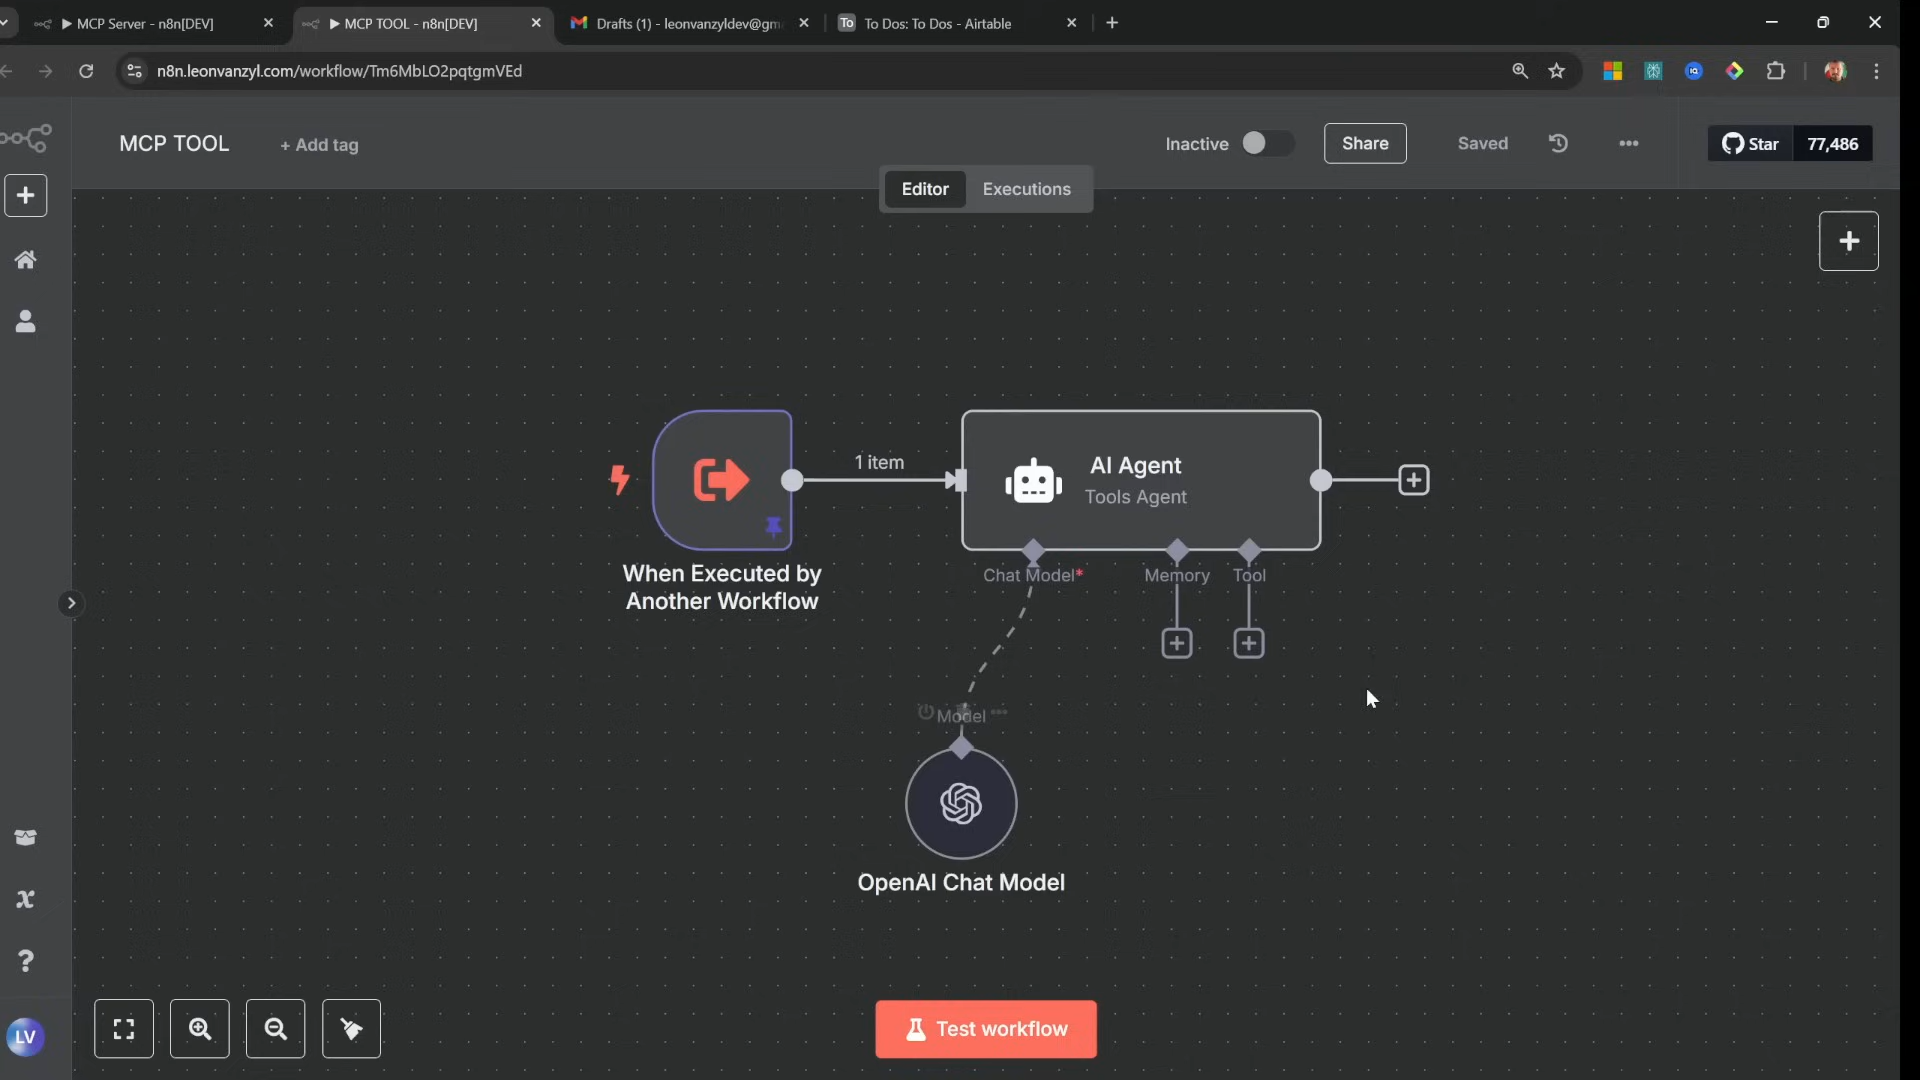 MCP Server - n8n[DEV]
MCP TOOL - n8n[DEV]
Drafts (1) - leonvanzyldev@gm
To
To Dos: To Dos - Airtable
n8n.leonvanzyl.com/workflow/Tm6MbLO2pqtgmVEd
MCP TOOL
+ Add tag
Inactive
Share
Saved
Star
77,486
Editor
Executions
1 item
AI Agent
Tools Agent
When Executed by
Another Workflow
Chat Model*
Memory
Tool
Model
OpenAI Chat Model
LV
Test workflow